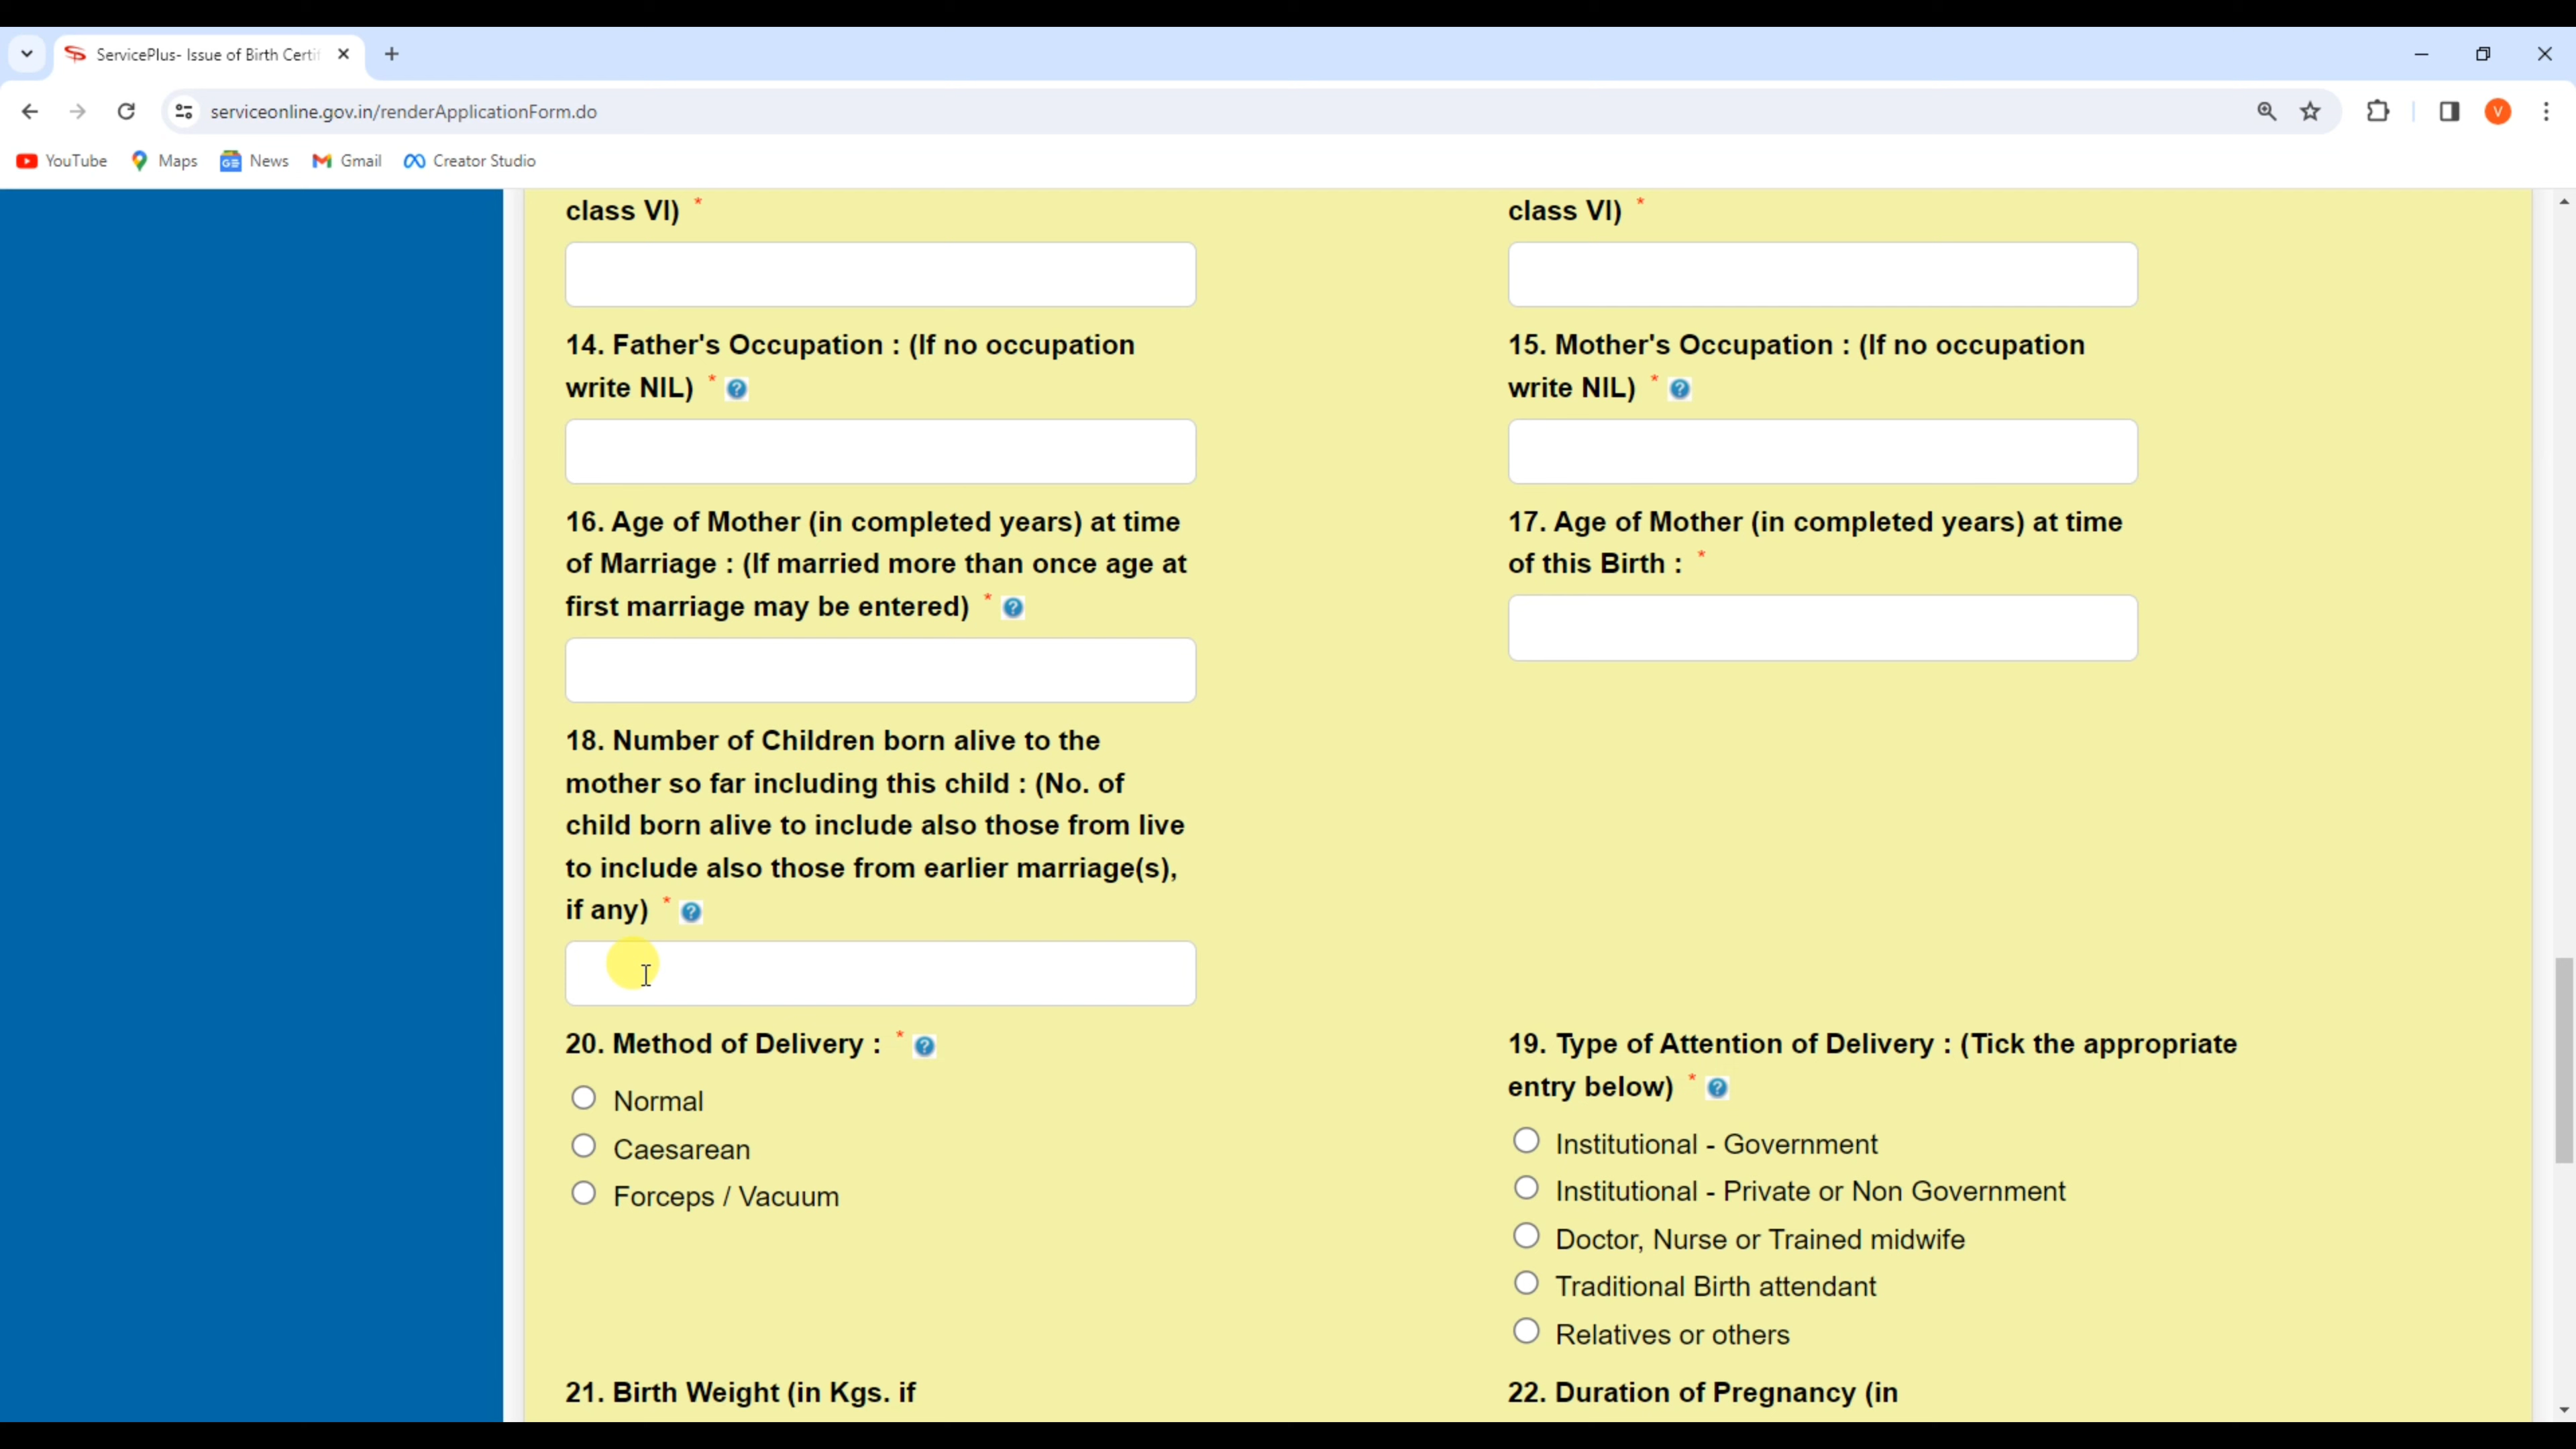 ServicePlus- Issue of Birth Certif
serviceonline.gov.in/renderApplicationForm.do
V
YouTube
Maps
News
Gmail
Creator Studio
class VI) *
class VI) *
14. Father's Occupation : (If no occupation
write NIL) * ?
15. Mother's Occupation : (If no occupation
write NIL) * ?
16. Age of Mother (in completed years) at time
of Marriage : (If married more than once age at
first marriage may be entered) * ?
17. Age of Mother (in completed years) at time
of this Birth : *
18. Number of Children born alive to the
mother so far including this child : (No. of
child born alive to include also those from live
to include also those from earlier marriage(s),
if any) * ?
20. Method of Delivery : * ?
Normal
Caesarean
Forceps / Vacuum
19. Type of Attention of Delivery : (Tick the appropriate
entry below) * ?
Institutional - Government
Institutional - Private or Non Government
Doctor, Nurse or Trained midwife
Traditional Birth attendant
Relatives or others
21. Birth Weight (in Kgs. if
22. Duration of Pregnancy (in